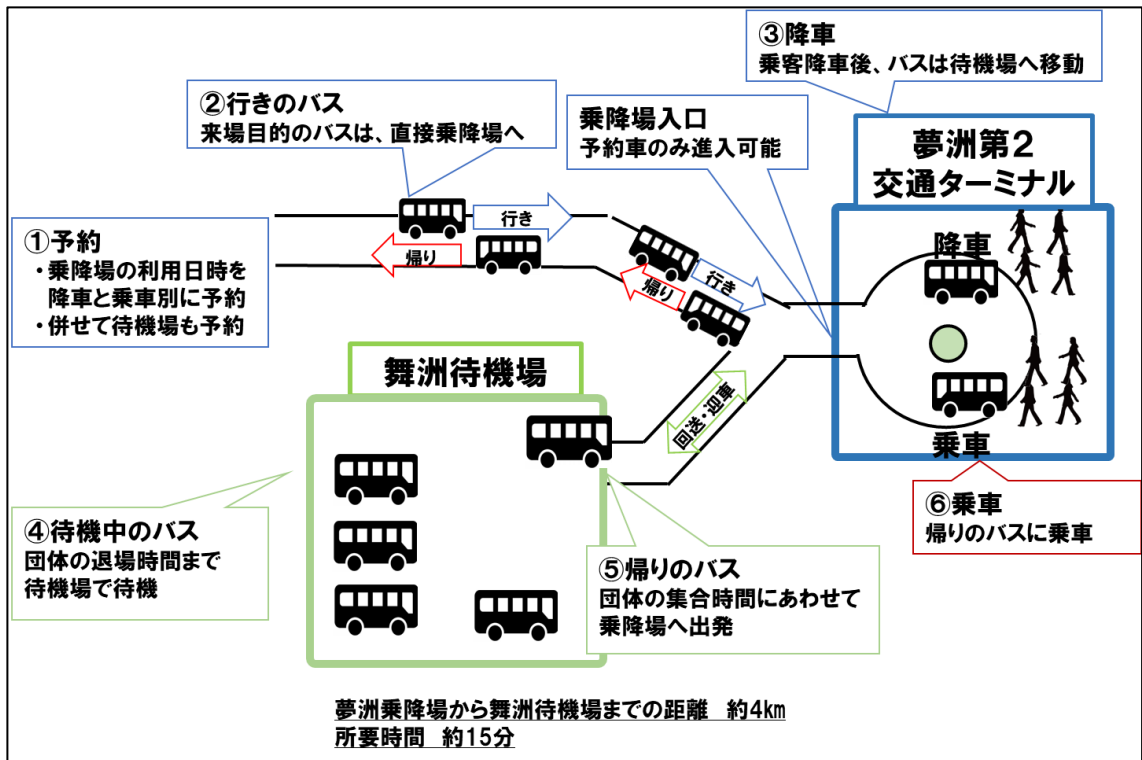 ①予約
・乗降場の利用日時を
降車と乗車別に予約
・併せて待機場も予約
②行きのバス
来場目的のバスは、直接乗降場へ
乗降場入口
予約車のみ進入可能
③降車
乗客降車後、バスは待機場へ移動
夢洲第2
交通ターミナル
行き
帰り
行き
帰り
降車
乗車
舞洲待機場
回送・迎車
④待機中のバス
団体の退場時間まで
待機場で待機
⑤帰りのバス
団体の集合時間にあわせて
乗降場へ出発
⑥乗車
帰りのバスに乗車
夢洲乗降場から舞洲待機場までの距離 約4km
所要時間 約15分